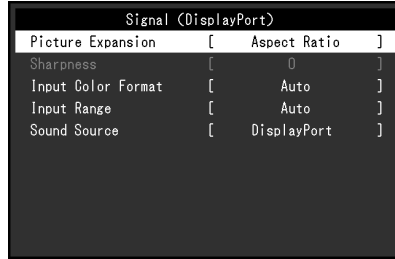 Signal (DisplayPort)
Picture Expansion [ Aspect Ratio ]
Sharpness [ 0 ]
Input Color Format [ Auto ]
Input Range [ Auto ]
Sound Source [ DisplayPort ]